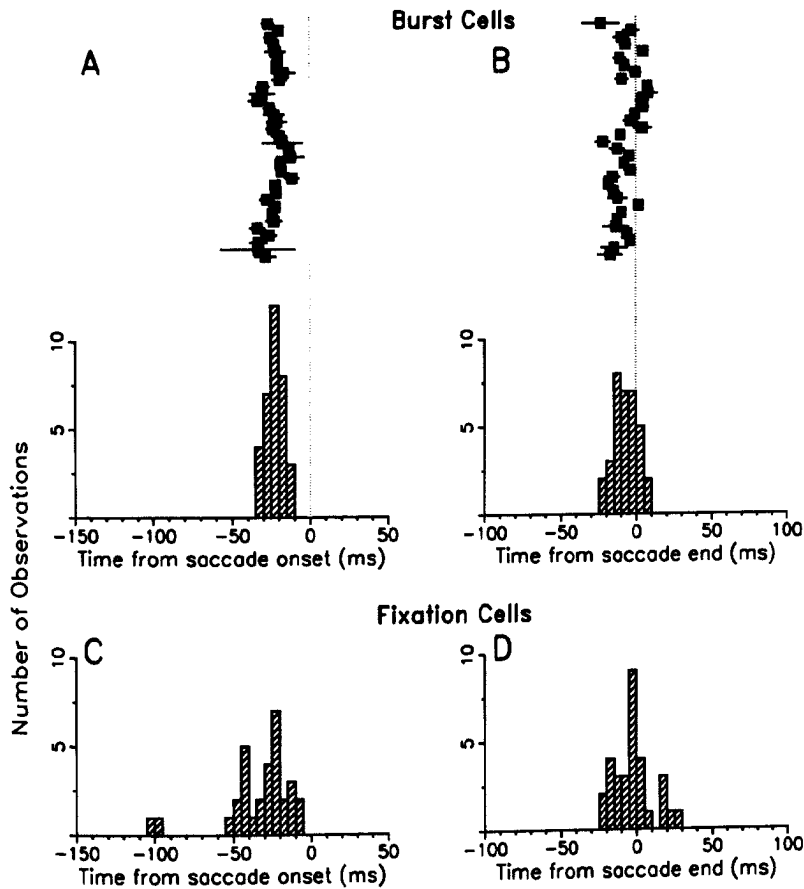 Burst Cells
A
B
10
5
-150
-100
-50
0
50
Time from saccade onset (ms)
10
5
-100
-50
0
50
100
Time from saccade end (ms)
Number of Observations
Fixation Cells
C
D
10
5
-150
-100
-50
0
50
Time from saccade onset (ms)
10
5
-100
-50
0
50
100
Time from saccade end (ms)